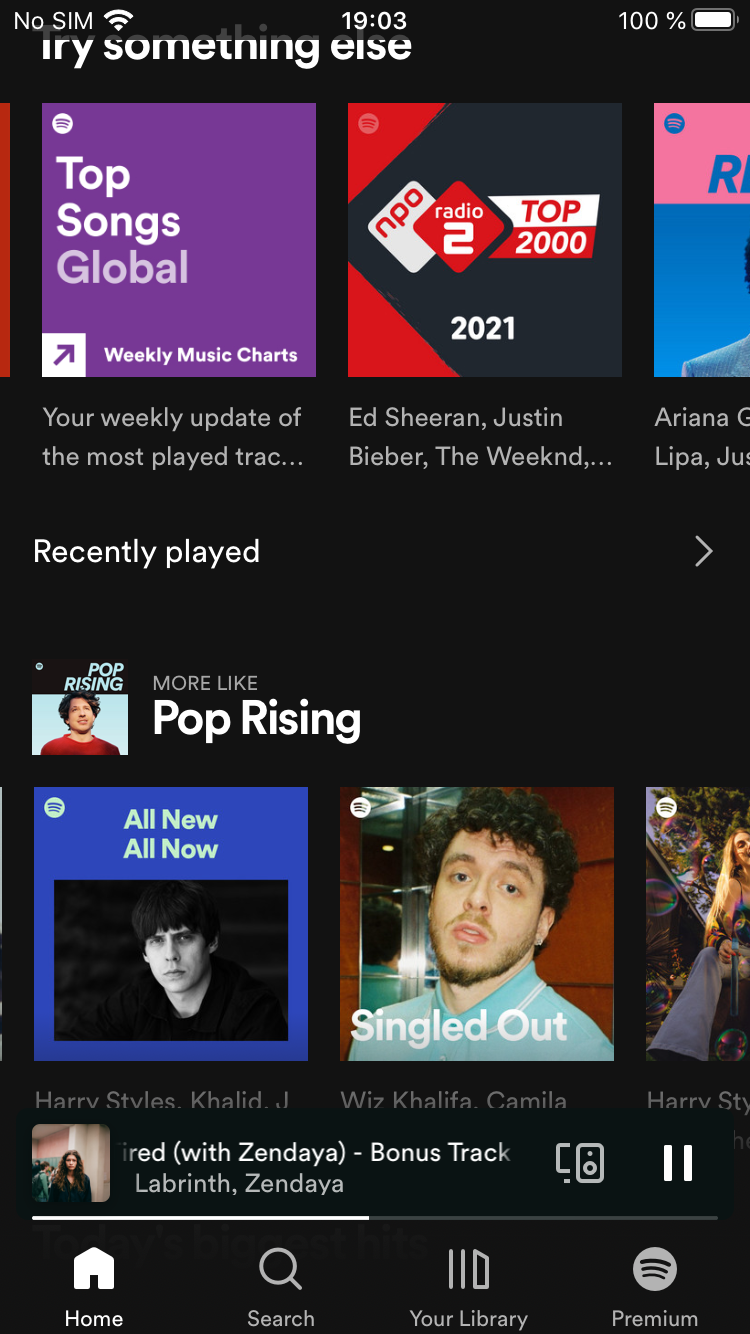 No SIM 19:03 100 %
Try something else
Top
Songs
Global
Weekly Music Charts
npo radio 2 TOP 2000
2021
Your weekly update of
the most played trac...
Ed Sheeran, Justin
Bieber, The Weeknd,...
Ariana G
Lipa, Jus
Recently played
POP
RISING
MORE LIKE
Pop Rising
All New
All Now
Singled Out
Harry Styles, Khalid, J
Wiz Khalifa, Camila
Harry Sty
ired (with Zendaya) - Bonus Track
Labrinth, Zendaya
Today's biggest hits
Home
Search
Your Library
Premium